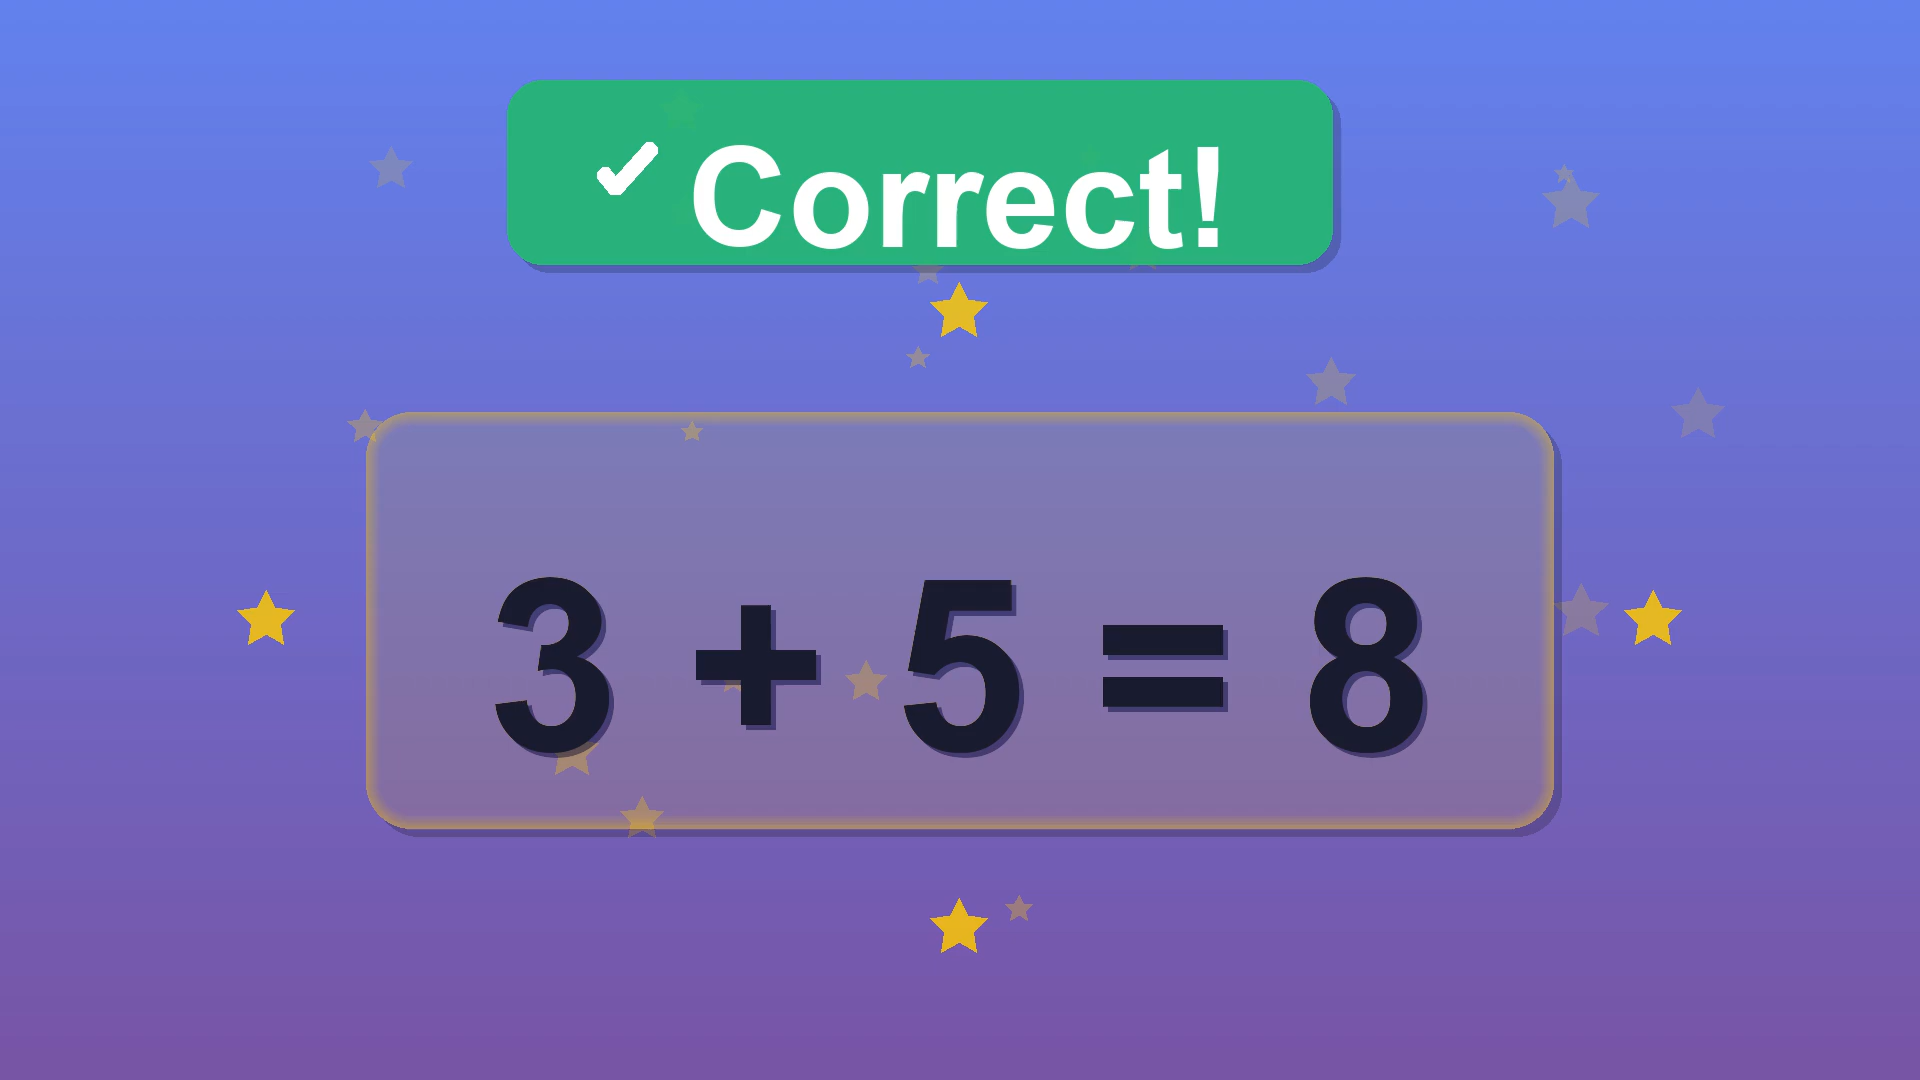 ✓ Correct!
3 + 5 = 8